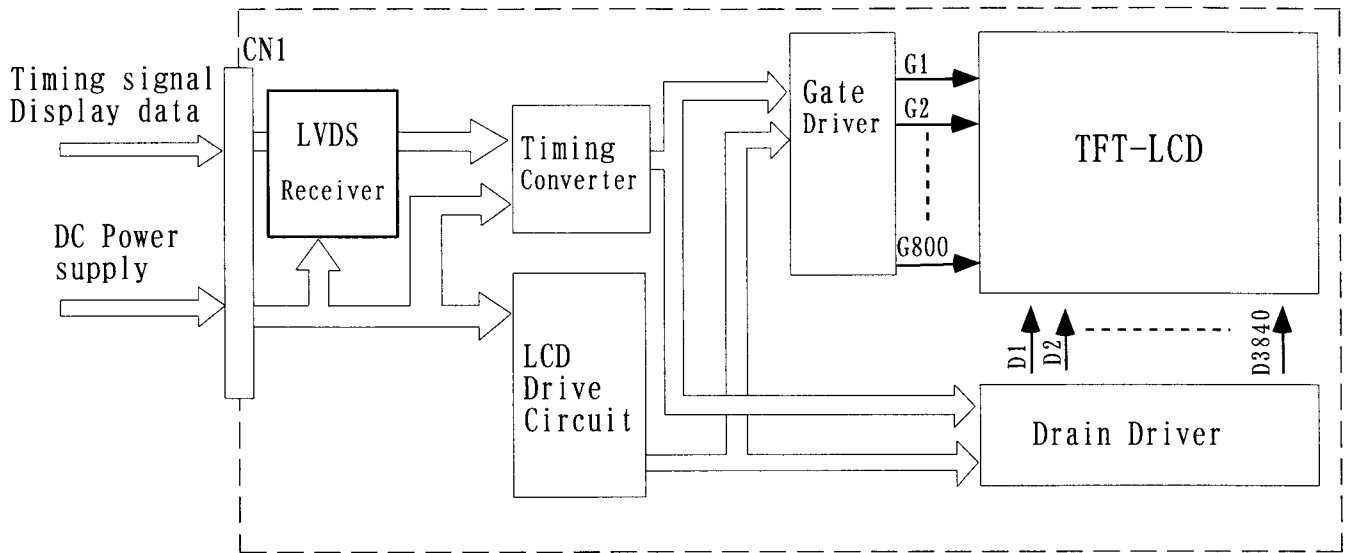 CN1
Timing signal
Display data
DC Power
supply
LVDS
Receiver
Timing
Converter
LCD
Drive
Circuit
Gate
Driver
G1
G2
G800
TFT-LCD
D1
D2
D3840
Drain Driver